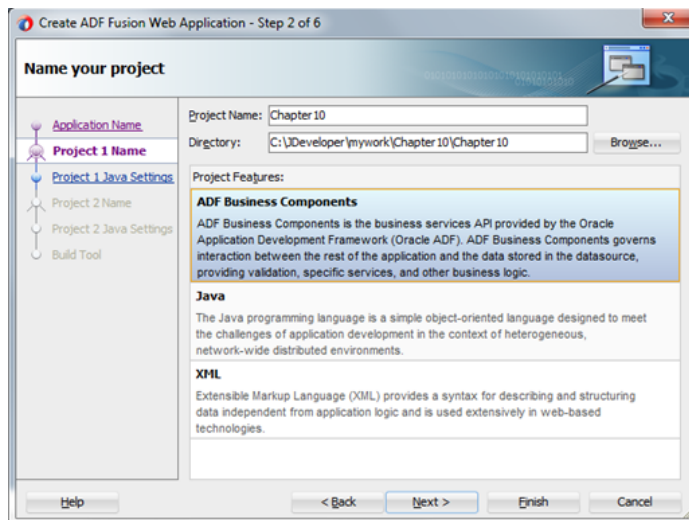 Create ADF Fusion Web Application - Step 2 of 6
Name your project
Application Name
Project 1 Name
Project 1 Java Settings
Project 2 Name
Project 2 Java Settings
Build Tool
Project Name: Chapter10
Directory: C:\JDeveloper\mywork\Chapter10\Chapter10 Browse...
Project Features:
ADF Business Components
ADF Business Components is the business services API provided by the Oracle
Application Development Framework (Oracle ADF). ADF Business Components governs
interaction between the rest of the application and the data stored in the datasource,
providing validation, specific services, and other business logic.
Java
The Java programming language is a simple object-oriented language designed to meet
the challenges of application development in the context of heterogeneous,
network-wide distributed environments.
XML
Extensible Markup Language (XML) provides a syntax for describing and structuring
data independent from application logic and is used extensively in web-based
technologies.
Help < Back Next > Finish Cancel